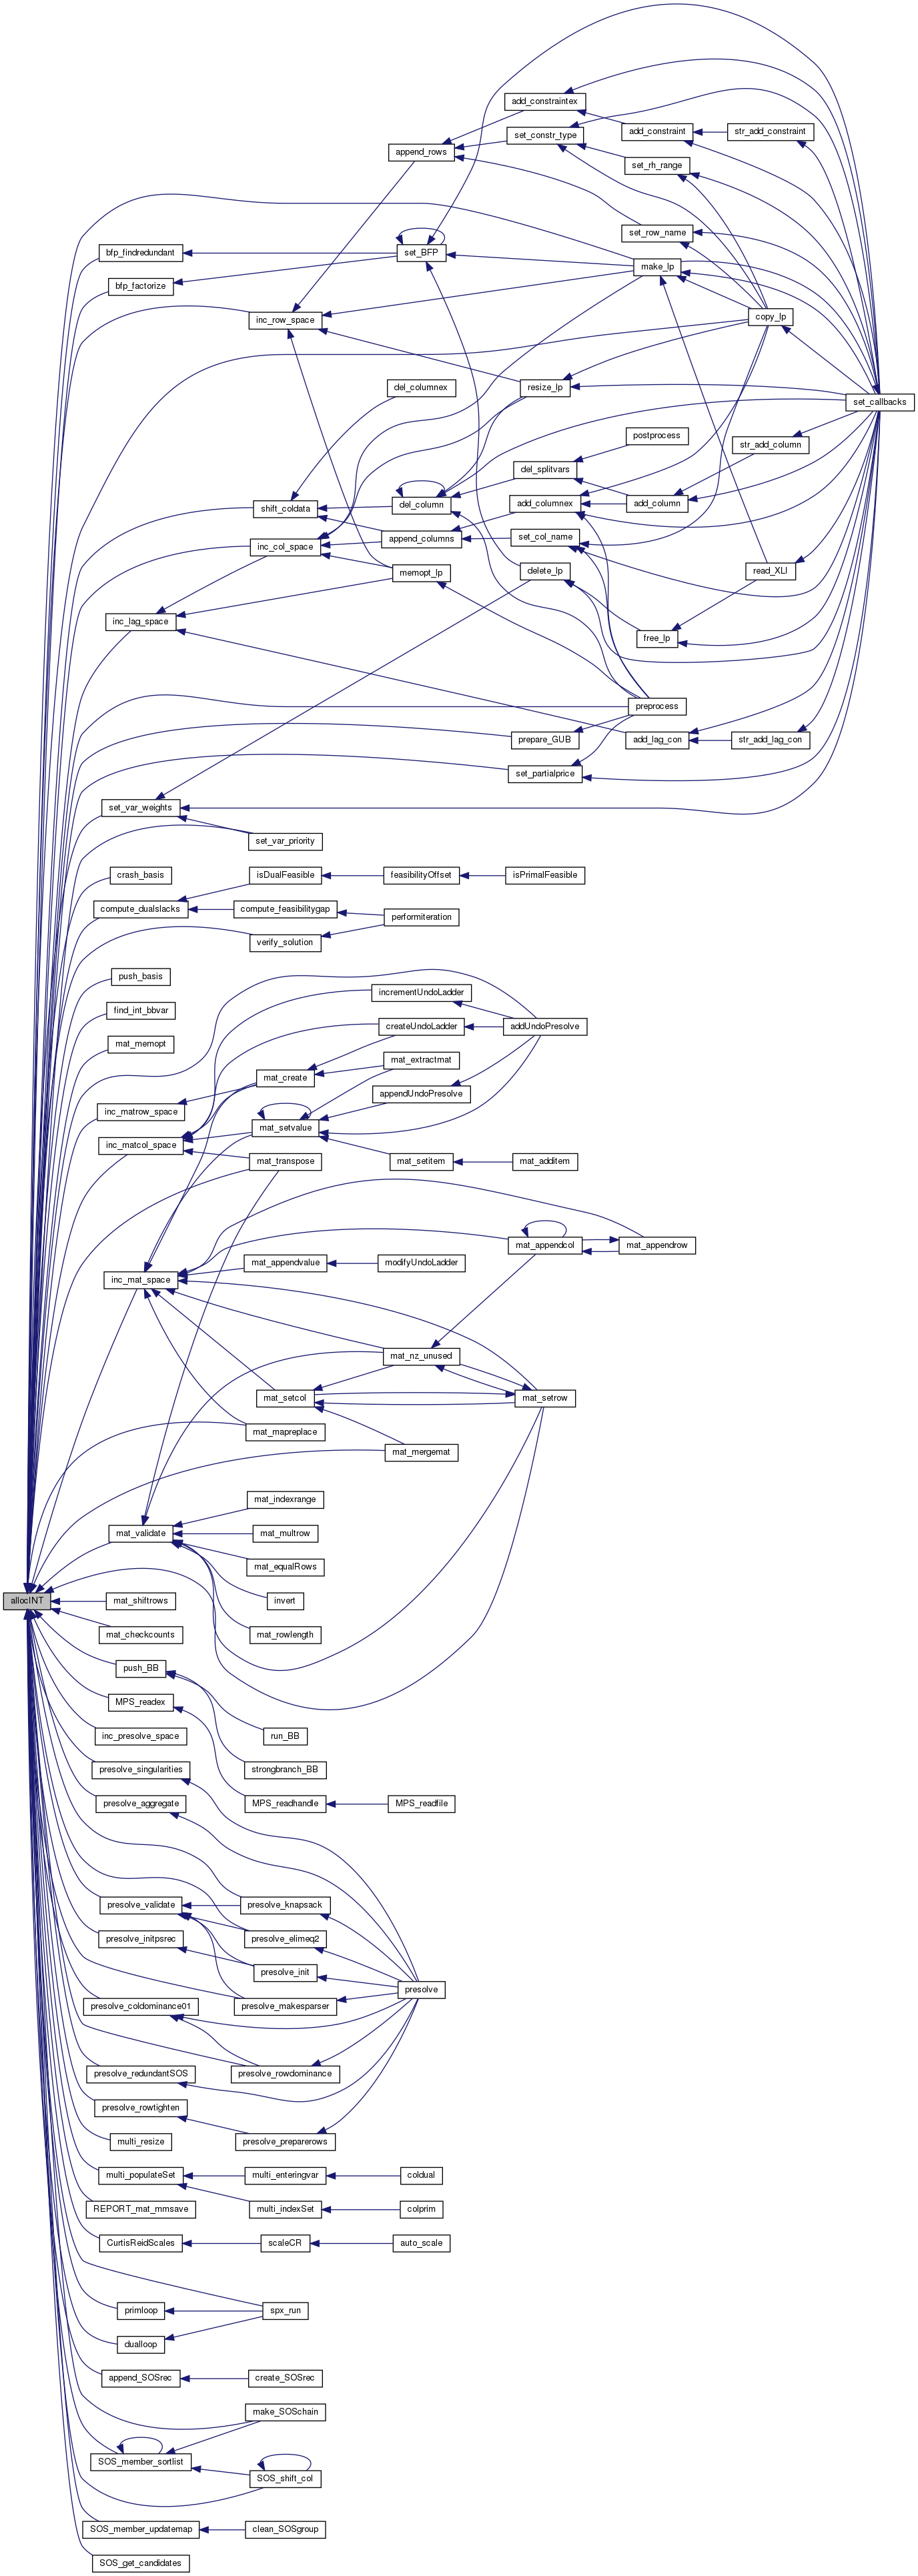 add_constraintex
set_constr_type
add_constraint
str_add_constraint
append_rows
set_rh_range
set_row_name
bfp_findredundant
set_BFP
make_lp
bfp_factorize
inc_row_space
copy_lp
del_columnex
resize_lp
set_callbacks
postprocess
str_add_column
del_splitvars
shift_coldata
del_column
add_columnex
add_column
inc_col_space
append_columns
set_col_name
memopt_lp
delete_lp
read_XLI
inc_lag_space
free_lp
preprocess
prepare_GUB
add_lag_con
str_add_lag_con
set_partialprice
set_var_weights
set_var_priority
crash_basis
isDualFeasible
feasibilityOffset
isPrimalFeasible
compute_dualslacks
compute_feasibilitygap
performiteration
verify_solution
push_basis
incrementUndoLadder
find_int_bbvar
createUndoLadder
addUndoPresolve
mat_memopt
mat_extractmat
mat_create
appendUndoPresolve
inc_matrow_space
mat_setvalue
inc_matcol_space
mat_transpose
mat_setitem
mat_additem
mat_appendcol
mat_appendrow
inc_mat_space
mat_appendvalue
modifyUndoLadder
mat_nz_unused
mat_setcol
mat_setrow
mat_mapreplace
mat_mergemat
mat_indexrange
mat_validate
mat_multrow
mat_equalRows
allocINT
mat_shiftrows
invert
mat_checkcounts
mat_rowlength
push_BB
MPS_readex
inc_presolve_space
run_BB
presolve_singularities
strongbranch_BB
presolve_aggregate
MPS_readhandle
MPS_readfile
presolve_validate
presolve_knapsack
presolve_initpsrec
presolve_elimeq2
presolve_init
presolve
presolve_coldominance01
presolve_makesparser
presolve_redundantSOS
presolve_rowdominance
presolve_rowtighten
multi_resize
presolve_preparerows
multi_populateSet
multi_enteringvar
coldual
REPORT_mat_mmsave
multi_indexSet
colprim
CurtisReidScales
scaleCR
auto_scale
primloop
spx_run
dualloop
append_SOSrec
create_SOSrec
make_SOSchain
SOS_member_sortlist
SOS_shift_col
SOS_member_updatemap
clean_SOSgroup
SOS_get_candidates